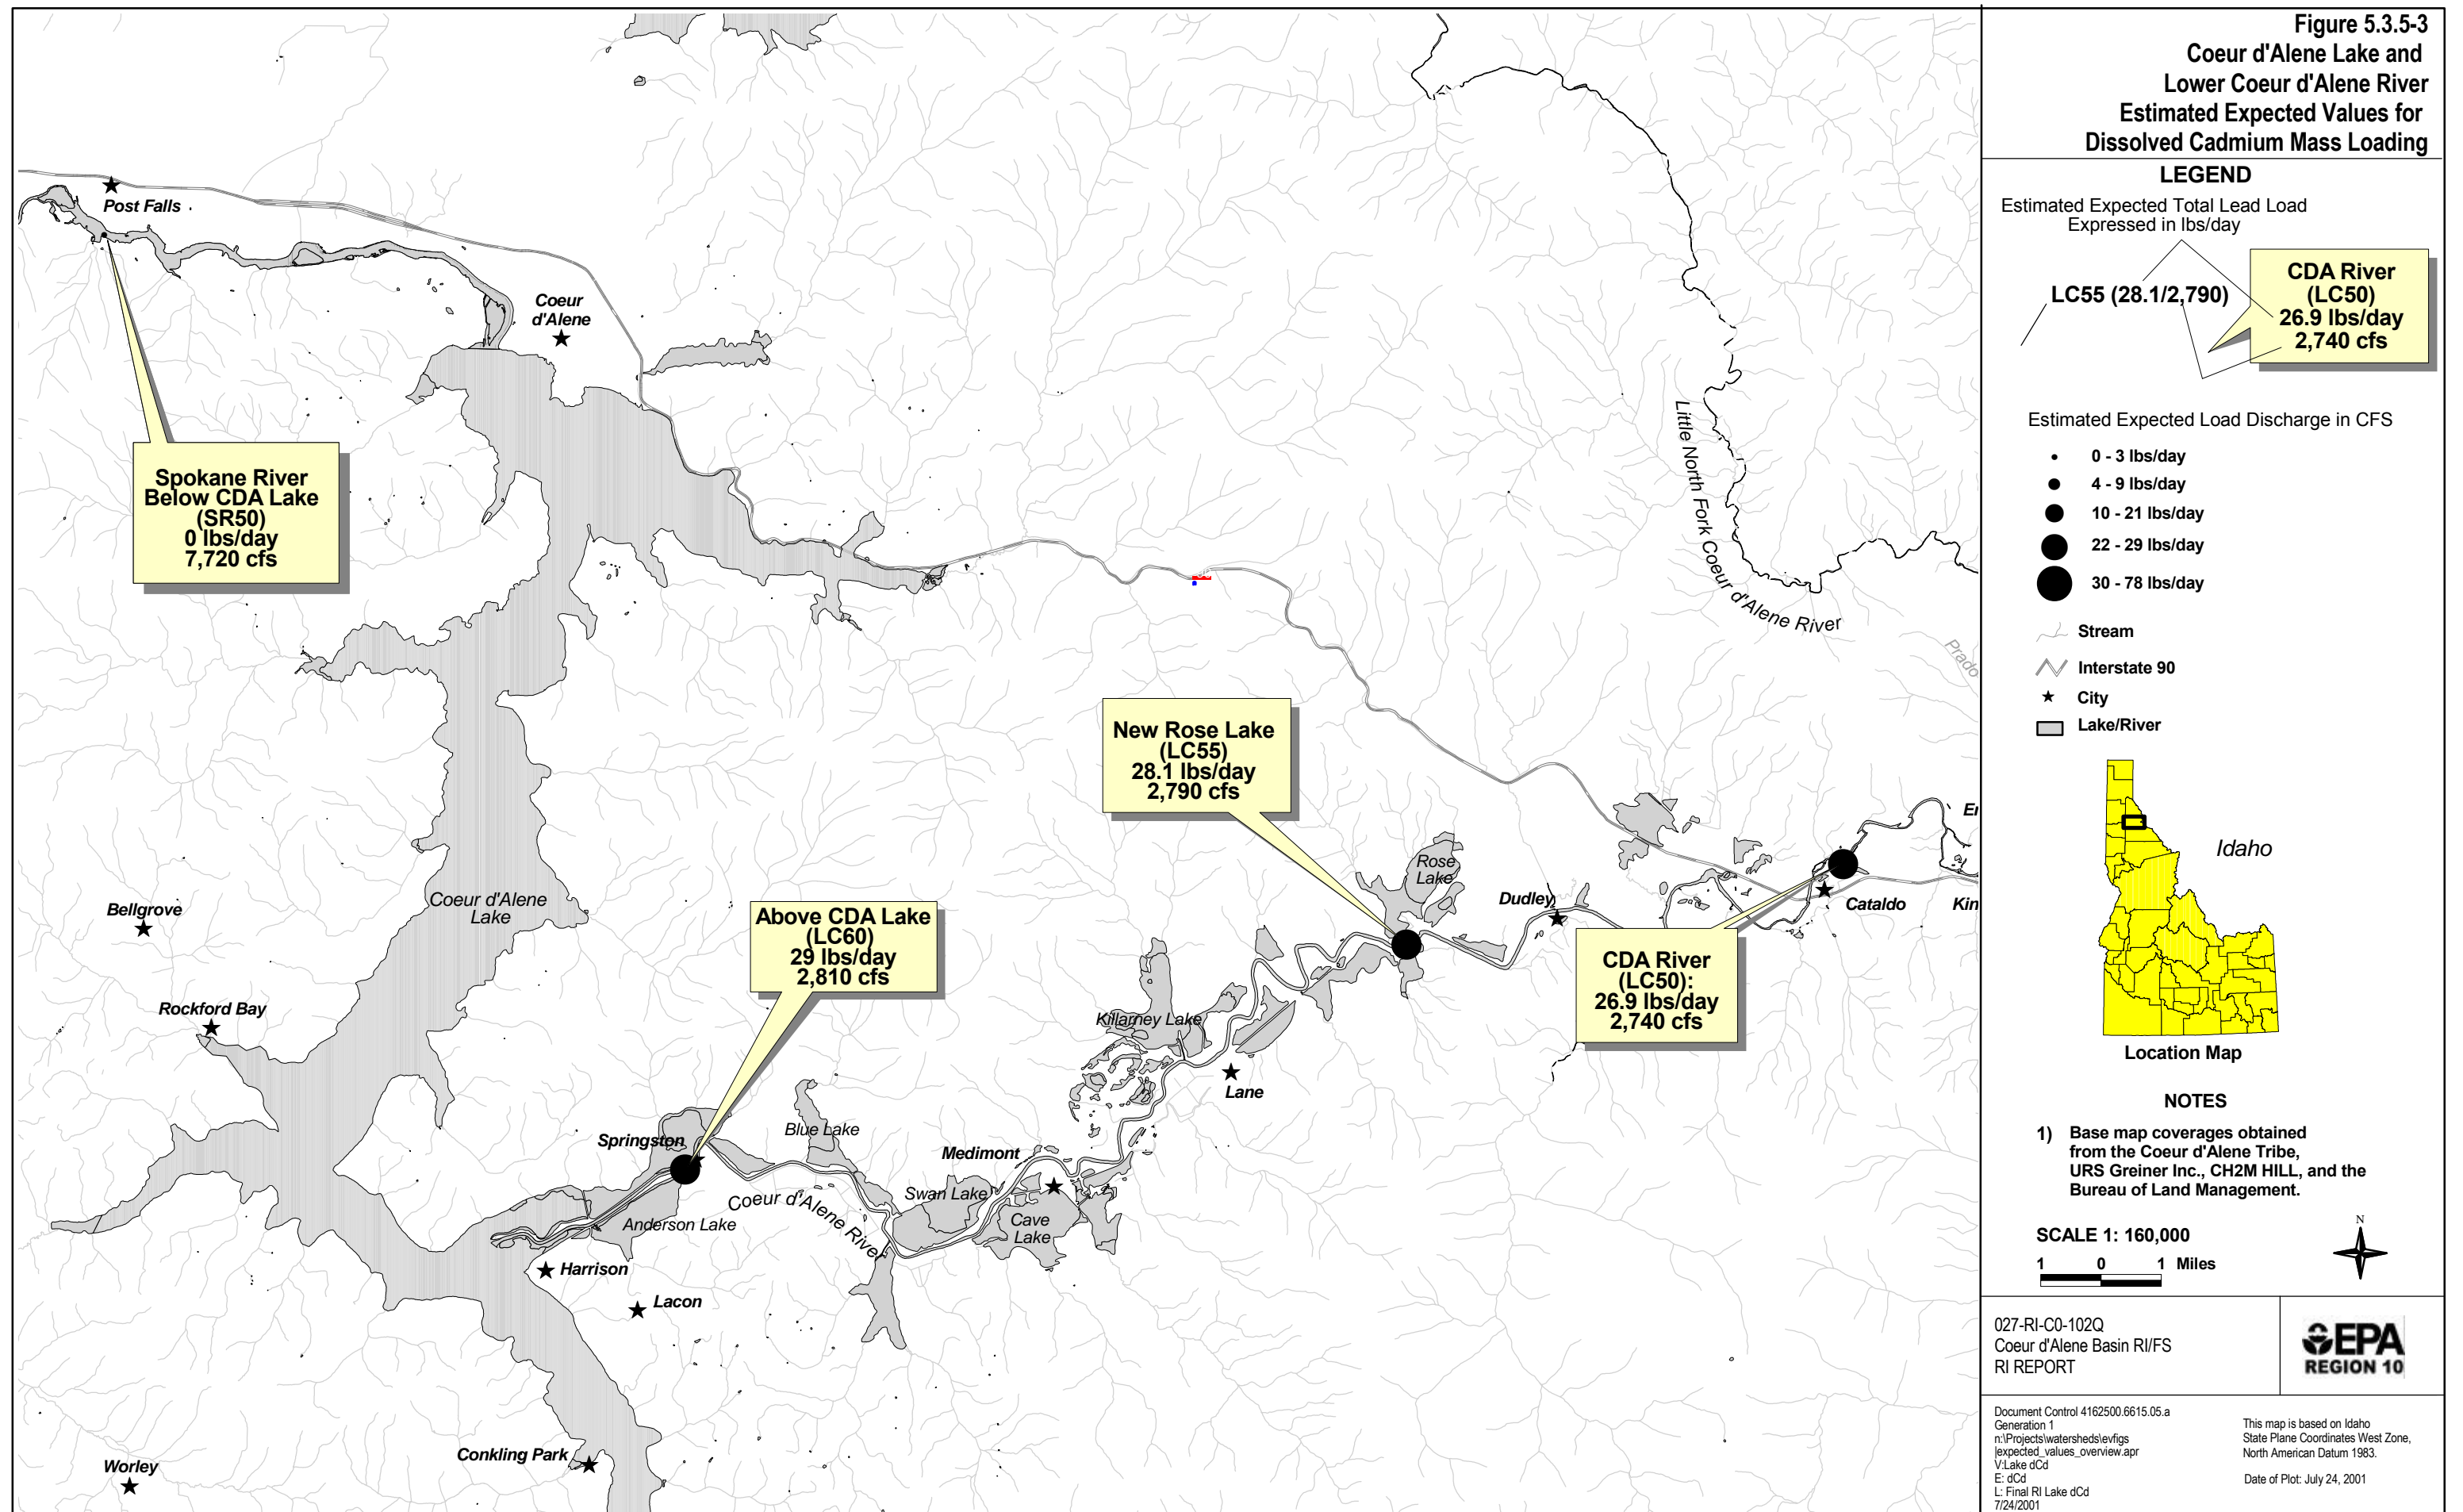 Figure 5.3.5-3
Coeur d'Alene Lake and
Lower Coeur d'Alene River
Estimated Expected Values for
Dissolved Cadmium Mass Loading
LEGEND
Estimated Expected Total Lead Load
Expressed in lbs/day
LC55 (28.1/2,790)
CDA River
(LC50)
26.9 lbs/day
2,740 cfs
Estimated Expected Load Discharge in CFS
0 - 3 lbs/day
4 - 9 lbs/day
10 - 21 lbs/day
22 - 29 lbs/day
30 - 78 lbs/day
Stream
Interstate 90
City
Lake/River
Idaho
Location Map
NOTES
1) Base map coverages obtained
from the Coeur d'Alene Tribe,
URS Greiner Inc., CH2M HILL, and the
Bureau of Land Management.
SCALE 1: 160,000
N
1 0 1 Miles
027-RI-C0-102Q
Coeur d'Alene Basin RI/FS
RI REPORT
EPA
REGION 10
Document Control 4162500.6615.05.a
Generation 1
n:\Projects\watersheds\evfigs
|expected_values_overview.apr
V:Lake dCd
E: dCd
L: Final RI Lake dCd
7/24/2001
This map is based on Idaho
State Plane Coordinates West Zone,
North American Datum 1983.
Date of Plot: July 24, 2001
Post Falls
Coeur
d'Alene
Spokane River
Below CDA Lake
(SR50)
0 lbs/day
7,720 cfs
Little North Fork Coeur d'Alene River
Prado
New Rose Lake
(LC55)
28.1 lbs/day
2,790 cfs
Rose
Lake
Dudley
Cataldo
Kin
Coeur d'Alene
Lake
Bellgrove
Above CDA Lake
(LC60)
29 lbs/day
2,810 cfs
CDA River
(LC50):
26.9 lbs/day
2,740 cfs
Rockford Bay
Killarney Lake
Lane
Springston
Blue Lake
Medimont
Swan Lake
Coeur d'Alene River
Anderson Lake
Cave
Lake
Harrison
Lacon
Conkling Park
Worley